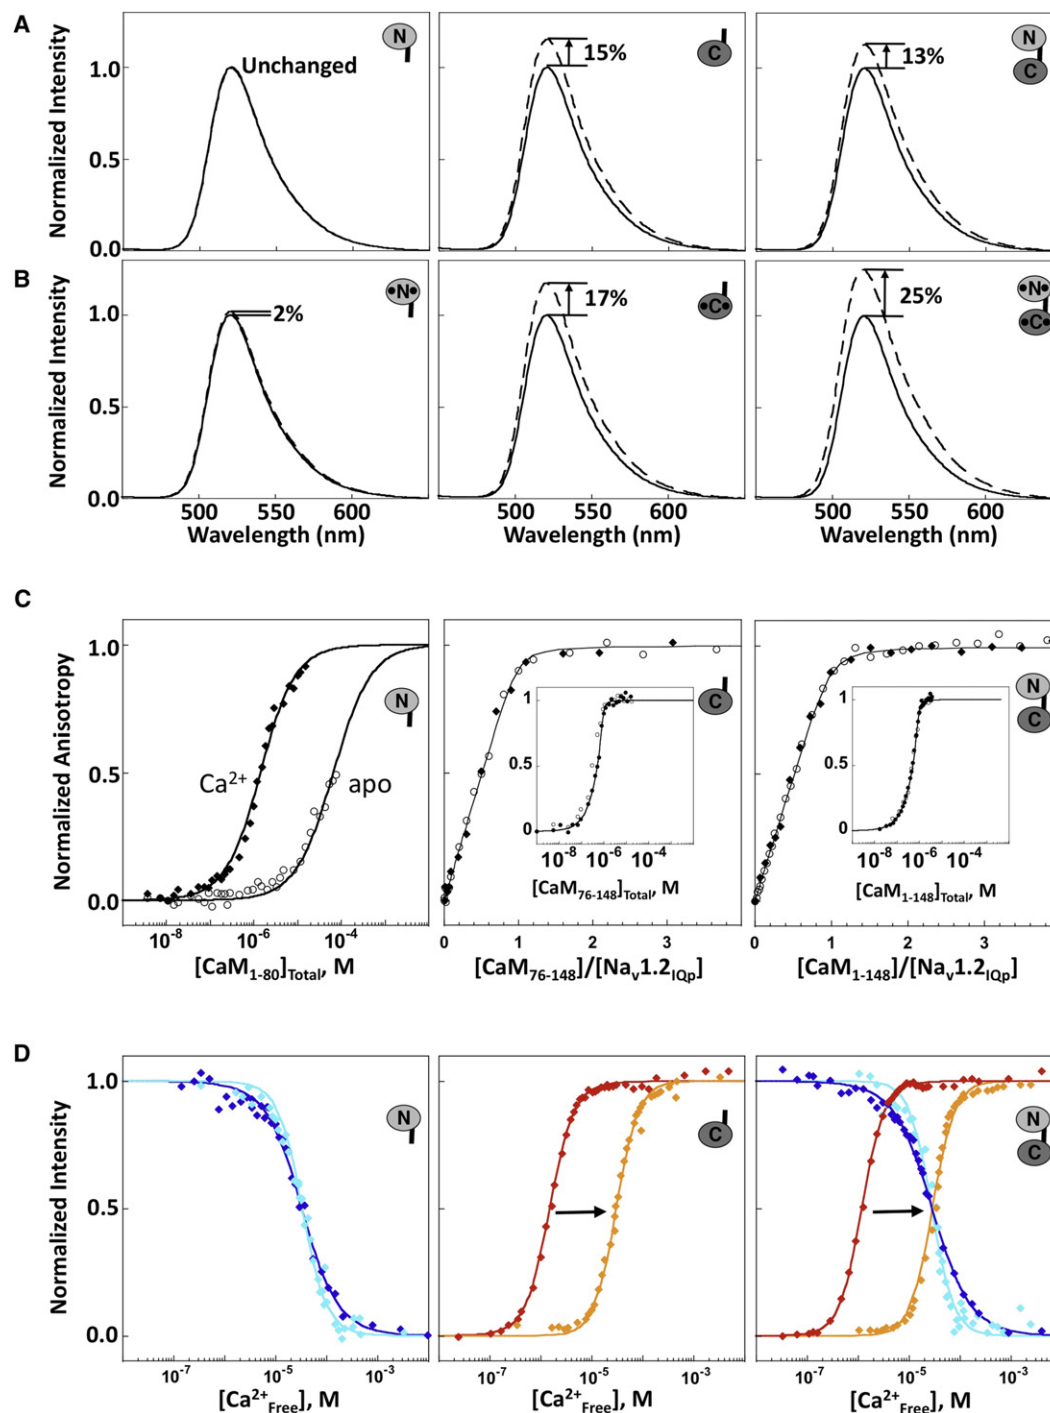 A
Normalized Intensity
1.0
0.5
0.0
Unchanged
N
15%
C
13%
N
C
B
Normalized Intensity
1.0
0.5
0.0
2%
•N•
17%
•C•
25%
•N•
•C•
500 550 600
500 550 600
500 550 600
Wavelength (nm)
Wavelength (nm)
Wavelength (nm)
C
Normalized Anisotropy
1.0
0.5
0.0
Ca2+
apo
N
10-8 10-6 10-4
[CaM1-80]Total, M
C
1
0.5
0
10-8 10-6 10-4
[CaM76-148]Total, M
0 1 2 3
[CaM76-148]/[Nav1.2IQp]
N
C
1
0.5
0
10-8 10-6 10-4
[CaM1-148]Total, M
0 1 2 3
[CaM1-148]/[Nav1.2IQp]
D
Normalized Intensity
1.0
0.5
0.0
N
C
N
C
10-7 10-5 10-3
10-7 10-5 10-3
10-7 10-5 10-3
[Ca2+Free], M
[Ca2+Free], M
[Ca2+Free], M